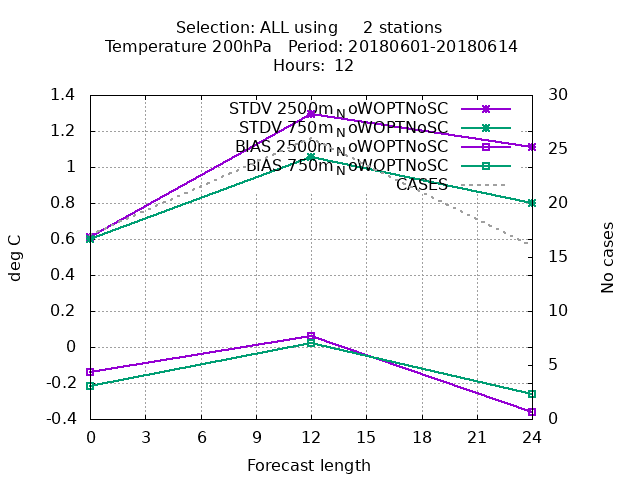 Selection: ALL using     2 stations
Temperature 200hPa   Period: 20180601-20180614
Hours:  12
STDV 2500m_NoWOPTNoSC
STDV 750m_NoWOPTNoSC
BIAS 2500m_NoWOPTNoSC
BIAS 750m_NoWOPTNoSC
CASES
1.4
1.2
1
0.8
0.6
0.4
0.2
0
-0.2
-0.4
deg C
30
25
20
15
10
5
0
No cases
0 3 6 9 12 15 18 21 24
Forecast length